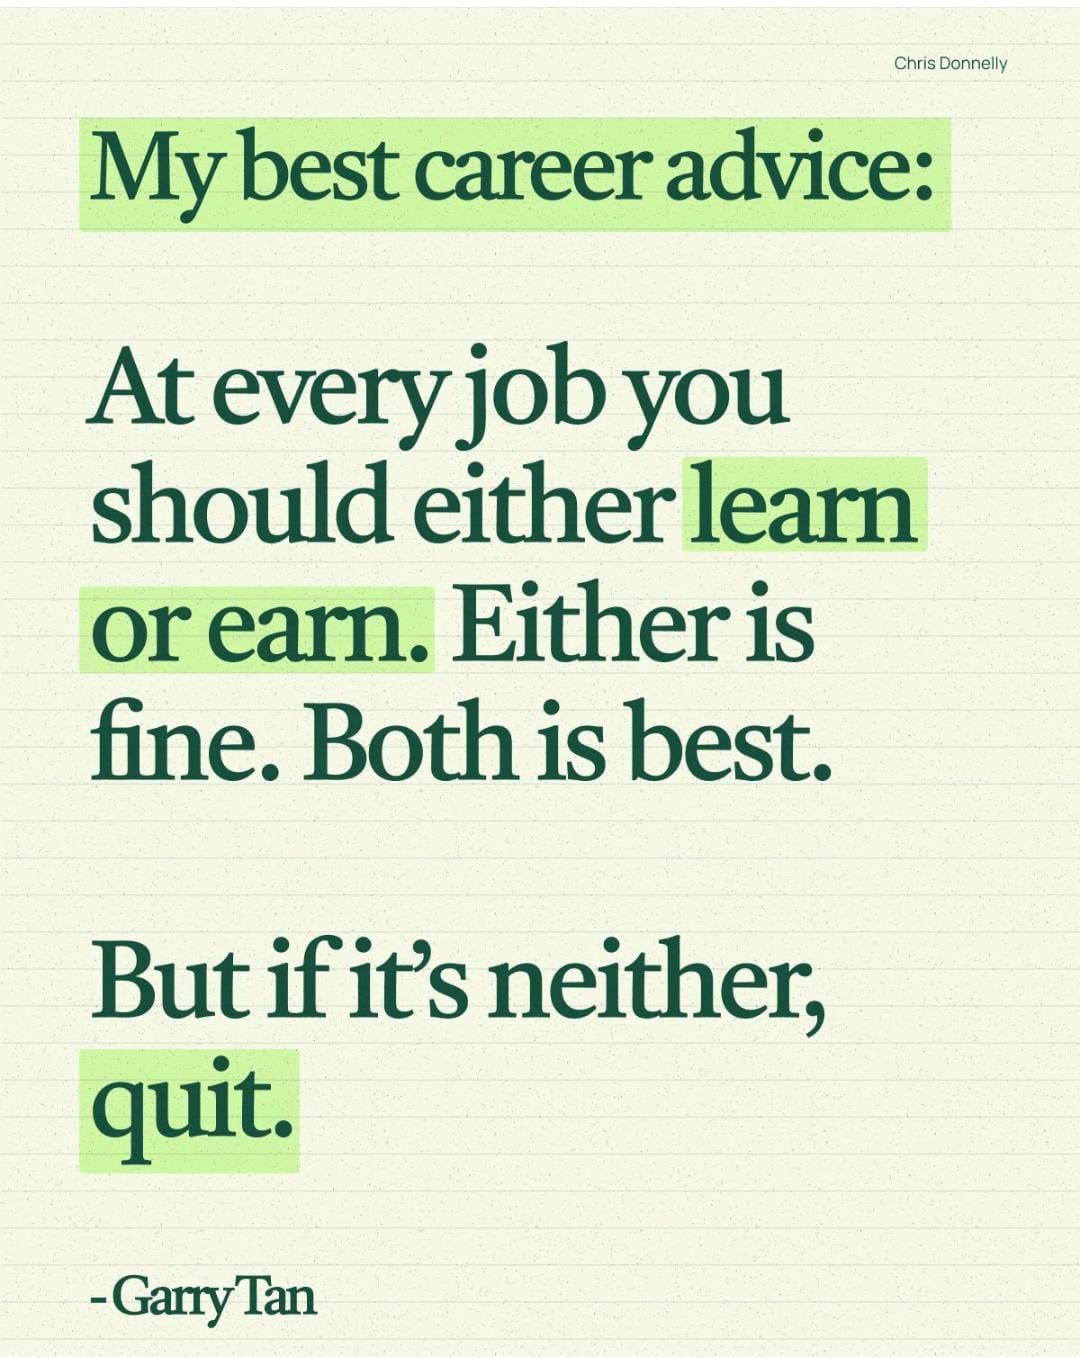 Chris Donnelly
My best career advice:
At every job you
should either learn
or earn. Either is
fine. Both is best.
But if it’s neither,
quit.
- Garry Tan